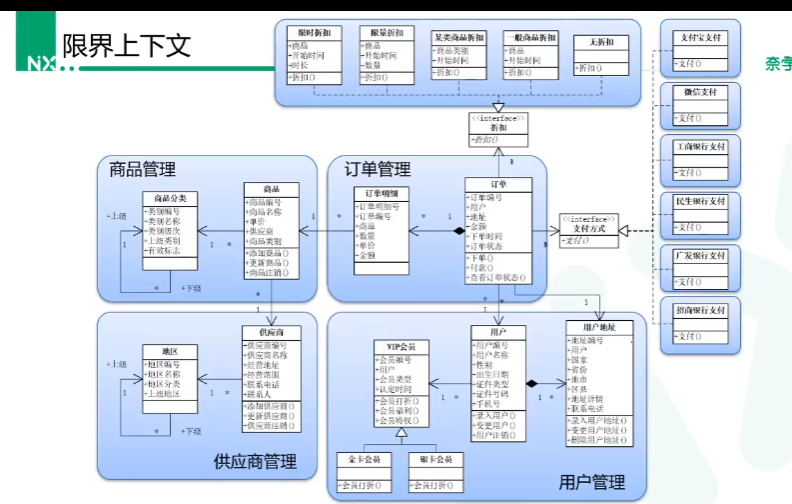 限界上下文
NX
奈学
限时折扣
+商品
+开始时间
+时长
+折扣()
限量折扣
+商品
+开始时间
+数量
+折扣()
某类商品折扣
+商品类别
+开始时间
+折扣()
一般商品折扣
+商品
+开始时间
+折扣()
无折扣
+折扣()
<<interface>>
折扣
+折扣()
支付宝支付
+支付()
微信支付
+支付()
工商银行支付
+支付()
民生银行支付
+支付()
广发银行支付
+支付()
招商银行支付
+支付()
<<interface>>
支付方式
+支付()
商品管理
商品分类
+类别编号
+类别名称
+类别层次
+上级类别
+有效标志
+上级
1
*
+下级
1
*
商品
+商品编号
+商品名称
+单价
+供应商
+商品类别
+添加商品()
+更新商品()
+商品注销()
1
*
订单管理
订单明细
+订单明细号
+订单编号
+商品
+数量
+单价
+金额
*
1
订单
+订单编号
+用户
+地址
+金额
+下单时间
+订单状态
+下单()
+付款()
+查看订单状态()
*
1
供应商管理
地区
+地区编号
+地区名称
+地区分类
+上级地区
+上级
1
*
+下级
1
*
供应商
+供应商编号
+供应商名称
+经营地址
+经营范围
+联系电话
+联系人
+添加供应商()
+更新供应商()
+供应商注销()
用户管理
VIP会员
+会员编号
+用户
+会员类型
+认定时间
+会员打折()
+会员福利()
+会员特权()
金卡会员
+会员打折()
银卡会员
+会员打折()
1
*
用户
+用户编号
+用户名称
+性别
+出生日期
+证件类型
+证件号码
+手机号
+录入用户()
+变更用户()
+用户注销()
1
*
用户地址
+地址编号
+用户
+国家
+省份
+地市
+区县
+地址详情
+联系电话
+录入用户地址()
+变更用户地址()
+删除用户地址()